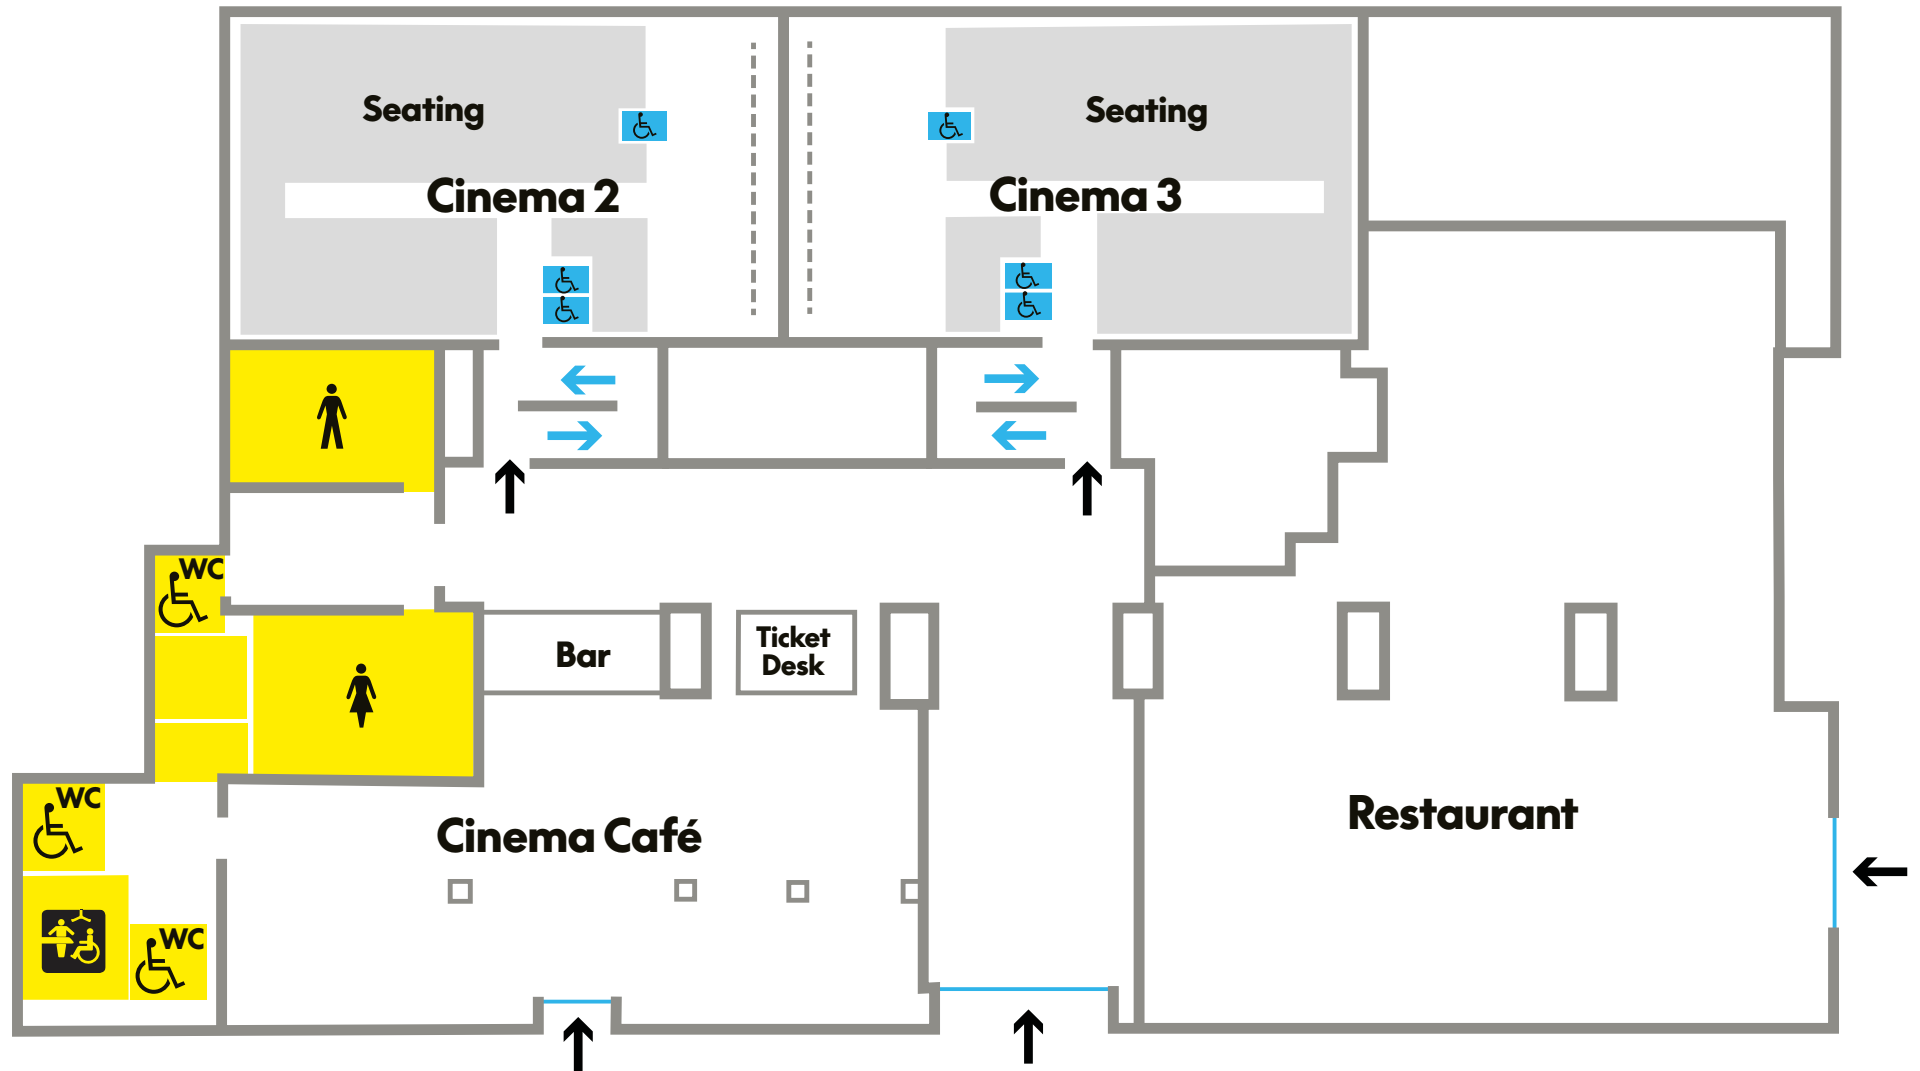 Seating
Seating
Cinema 2
Cinema 3
WC
Bar
Ticket
Desk
WC
Cinema Café
Restaurant
WC